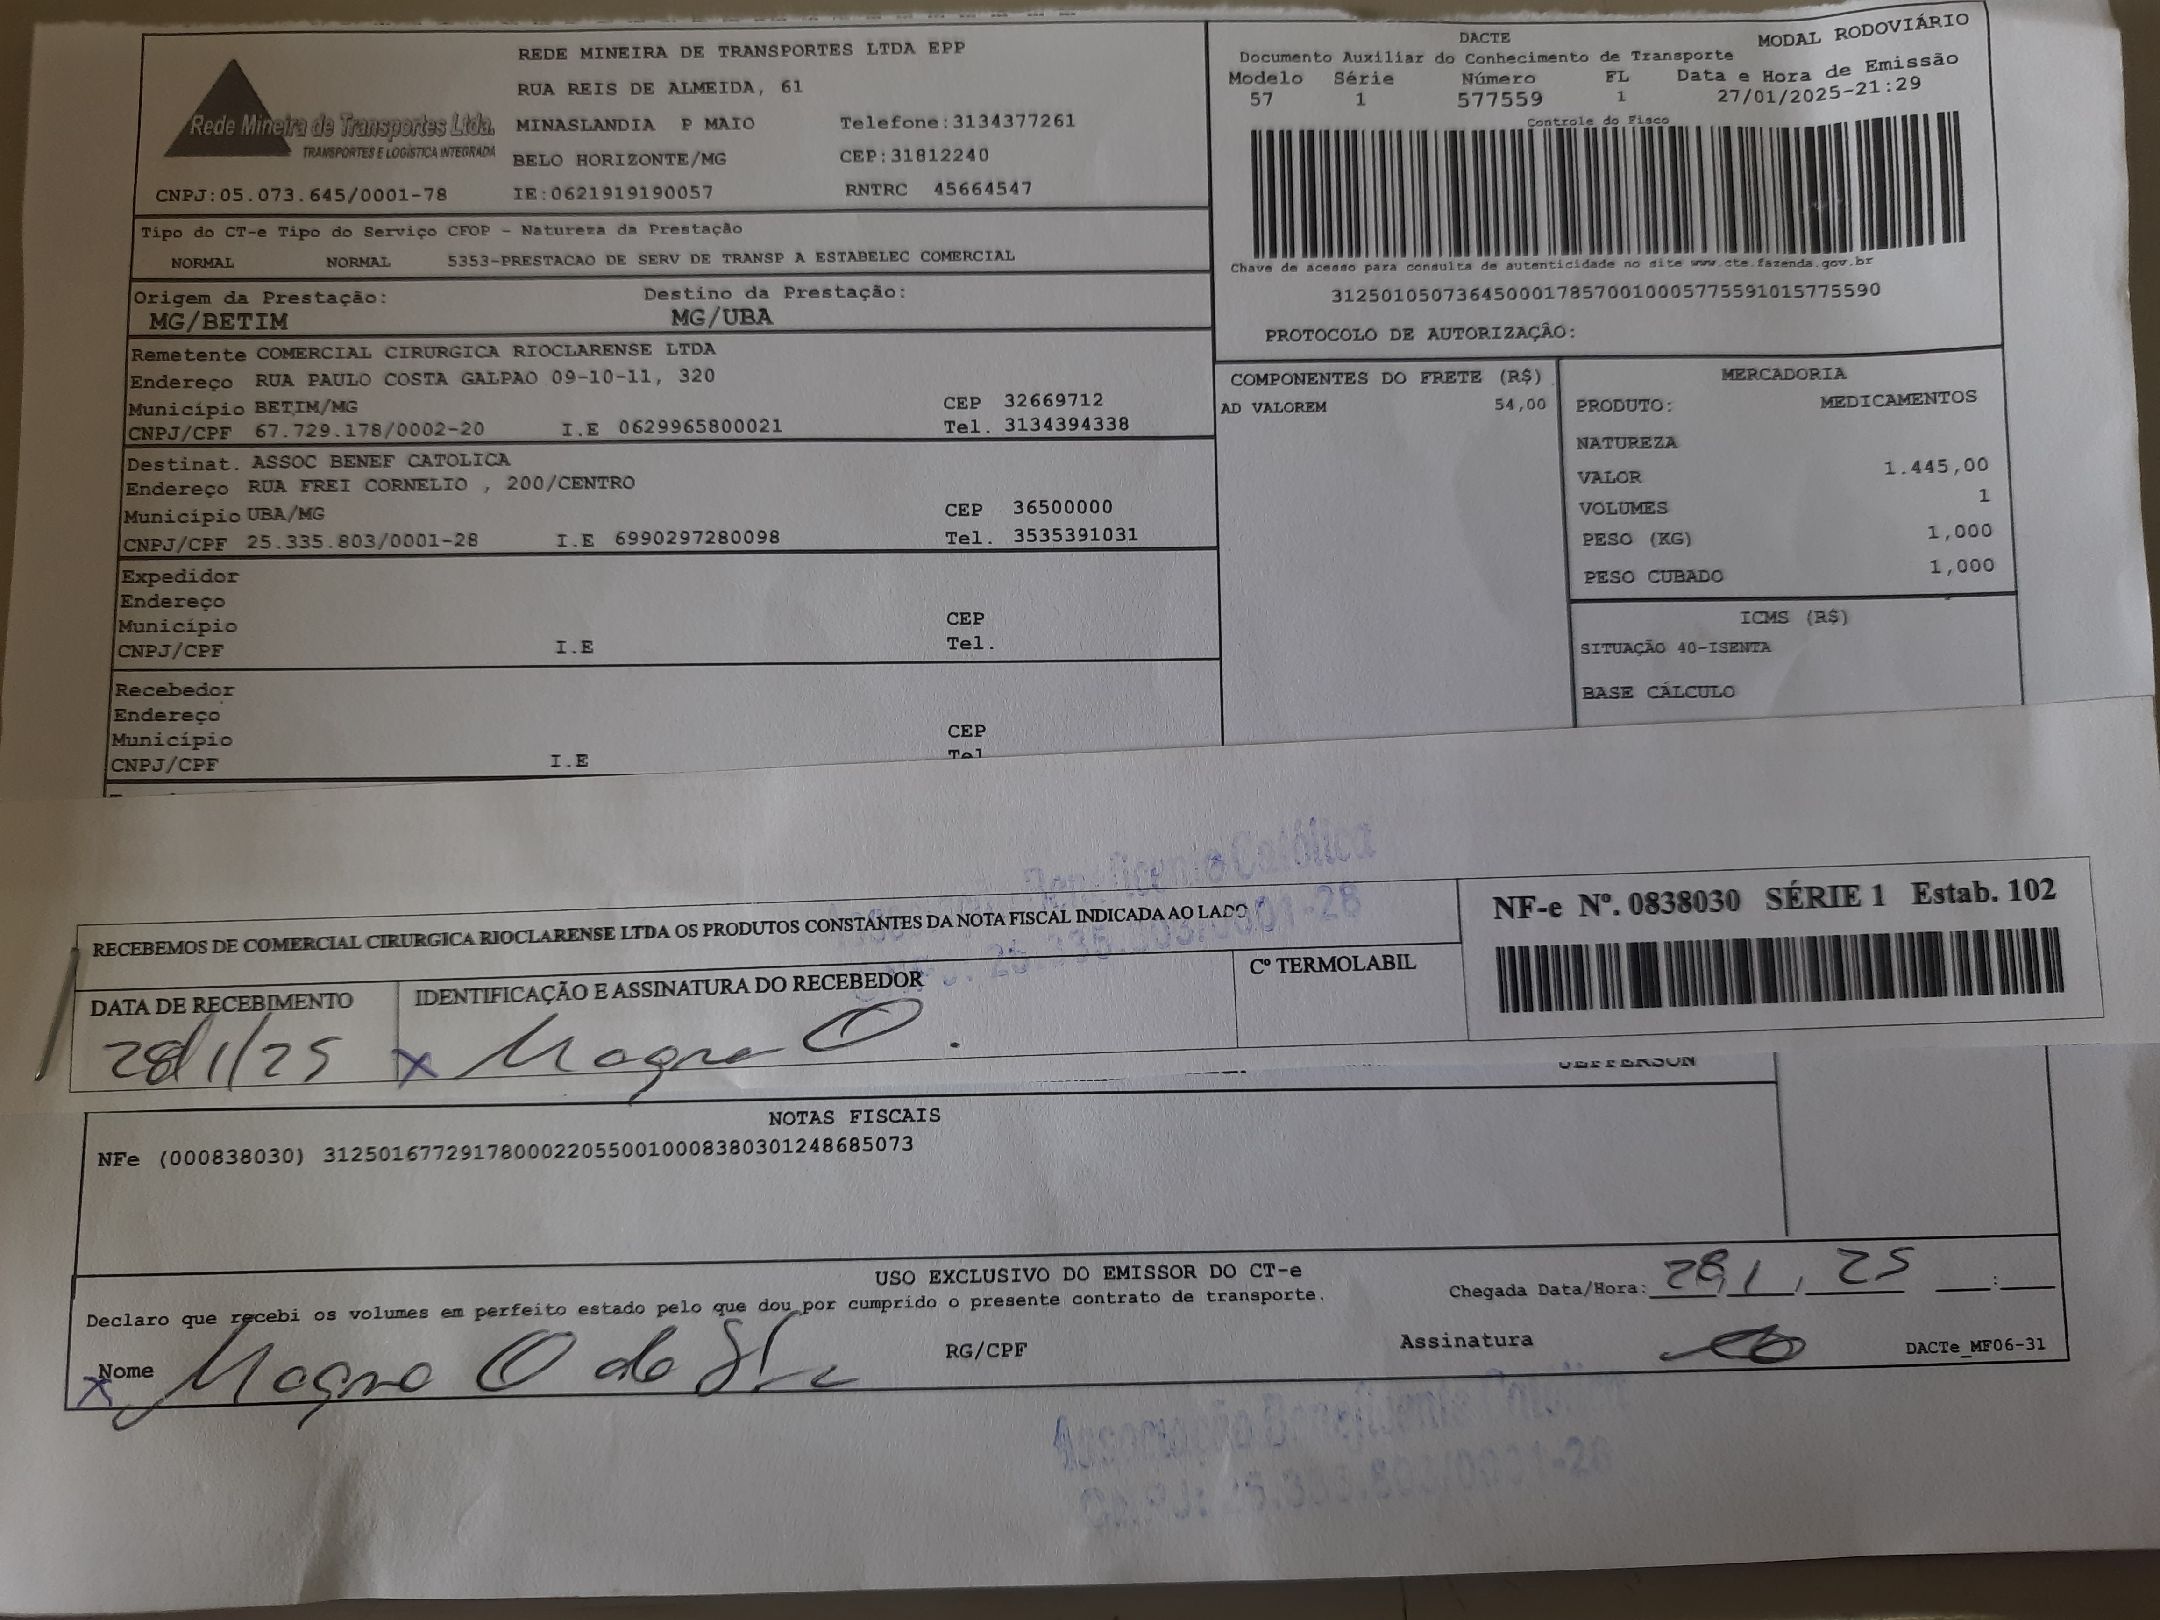 REDE MINEIRA DE TRANSPORTES LTDA EPP
RUA REIS DE ALMEIDA, 61
Rede Mineira de Transportes Ltda.
TRANSPORTES E LOGÍSTICA INTEGRADA
MINASLANDIA P MAIO Telefone:3134377261
BELO HORIZONTE/MG CEP:31812240
CNPJ:05.073.645/0001-78 IE:0621919190057 RNTRC 45664547
DACTE MODAL RODOVIÁRIO
Documento Auxiliar do Conhecimento de Transporte
Modelo Série Número FL Data e Hora de Emissão
57 1 577559 1 27/01/2025-21:29
Controle do Fisco
Chave de acesso para consulta de autenticidade no site www.cte.fazenda.gov.br
31250105073645000178570010005775591015775590
PROTOCOLO DE AUTORIZAÇÃO:
Tipo do CT-e Tipo do Serviço CFOP - Natureza da Prestação
NORMAL NORMAL 5353-PRESTACAO DE SERV DE TRANSP A ESTABELEC COMERCIAL
Origem da Prestação: Destino da Prestação:
MG/BETIM MG/UBA
Remetente COMERCIAL CIRURGICA RIOCLARENSE LTDA
Endereço RUA PAULO COSTA GALPAO 09-10-11, 320
Município BETIM/MG CEP 32669712
CNPJ/CPF 67.729.178/0002-20 I.E 0629965800021 Tel. 3134394338
Destinat. ASSOC BENEF CATOLICA
Endereço RUA FREI CORNELIO , 200/CENTRO
Município UBA/MG CEP 36500000
CNPJ/CPF 25.335.803/0001-28 I.E 6990297280098 Tel. 3535391031
Expedidor
Endereço
Município CEP
CNPJ/CPF I.E Tel.
Recebedor
Endereço
Município CEP
CNPJ/CPF I.E Tel
COMPONENTES DO FRETE (R$)
AD VALOREM 54,00
MERCADORIA
PRODUTO: MEDICAMENTOS
NATUREZA
VALOR 1.445,00
VOLUMES 1
PESO (KG) 1,000
PESO CUBADO 1,000
ICMS (R$)
SITUAÇÃO 40-ISENTA
BASE CÁLCULO
Beneficente Católica
RECEBEMOS DE COMERCIAL CIRURGICA RIOCLARENSE LTDA OS PRODUTOS CONSTANTES DA NOTA FISCAL INDICADA AO LADO
NF-e Nº. 0838030 SÉRIE 1 Estab. 102
DATA DE RECEBIMENTO IDENTIFICAÇÃO E ASSINATURA DO RECEBEDOR Cº TERMOLABIL
28/1/25 x Magno O.
JEFFERSON
NOTAS FISCAIS
NFe (000838030) 31250167729178000220550010008380301248685073
USO EXCLUSIVO DO EMISSOR DO CT-e
Declaro que recebi os volumes em perfeito estado pelo que dou por cumprido o presente contrato de transporte. Chegada Data/Hora: 28/1/25 :
x Nome Magno O da RG/CPF Assinatura DACTe_MF06-31
Associação Beneficente Católica
CNPJ: 25.335.803/0001-28